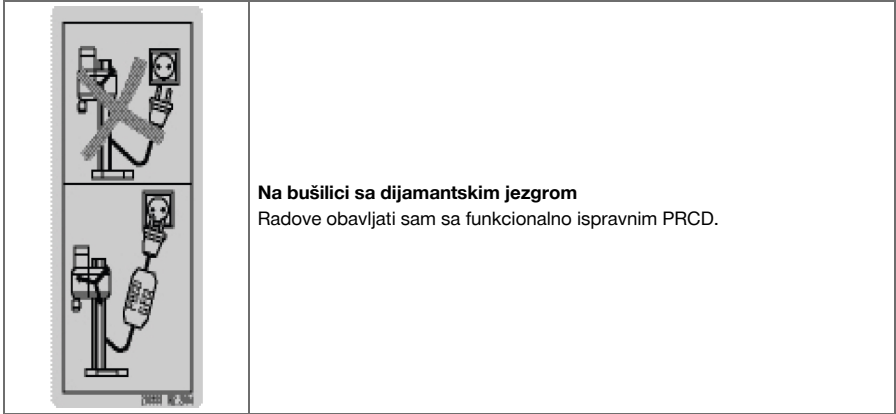 Na bušilici sa dijamantskim jezgrom
Radove obavljati sam sa funkcionalno ispravnim PRCD.